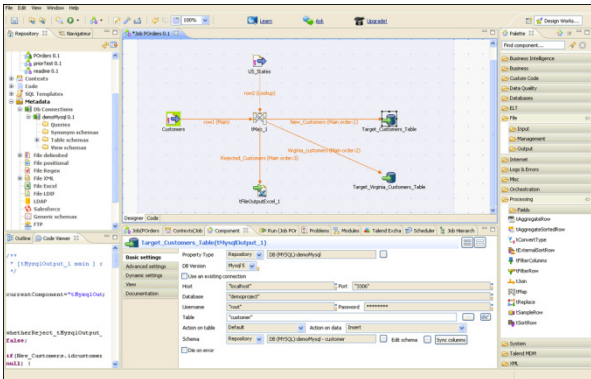 File Edit View Window Help
100%
Learn
Ask
Upgrade!
Design Works...
Repository
Navigateur
POrders 0.1
priorTest 0.1
readme 0.1
Contexts
Code
SQL Templates
Metadata
Db Connections
demoMysql 0.1
Queries
Synonym schemas
Table schemas
View schemas
File delimited
File positional
File Regex
File XML
File Excel
File LDIF
LDAP
Salesforce
Generic schemas
FTP
Outline
Code Viewer
/**
* [tMysqlOutput_1 main ] s
*/
currentComponent="tMysqlOut;
whetherReject_tMysqlOutput_
false;
if(New_Customers.idcustomer
null) {
*Job POrders 0.1
US_States
row2 (Lookup)
Customers
row1 (Main)
tMap_1
New_Customers (Main order:1)
Target_Customers_Table
Virginia_customers (Main order:2)
Rejected_Customers (Main order:3)
Target_Virginia_Customers_Table
tFileOutputExcel_1
Designer Code
Job(POrders
Contexts(Job
Component
Run (Job POr
Problems
Modules
Talend Excha
Scheduler
Job Hierarch
Target_Customers_Table(tMysqlOutput_1)
Basic settings
Advanced settings
Dynamic settings
View
Documentation
Property Type
Repository
DB (MYSQL):demoMysql
DB Version
Mysql 5
Use an existing connection
Host
"localhost"
Port
"3306"
Database
"demoproject"
Username
"root"
Password
********
Table
"customer"
Action on table
Default
Action on data
Insert
Schema
Repository
DB (MYSQL):demoMysql - customer
Edit schema
Sync columns
Die on error
Palette
Find component...
Business Intelligence
Business
Custom Code
Data Quality
Databases
ELT
File
Input
Management
Output
Internet
Logs & Errors
Misc
Orchestration
Processing
Fields
tAggregateRow
tAggregateSortedRow
tConvertType
tExternalSortRow
tFilterColumns
tFilterRow
tJoin
tMap
tReplace
tSampleRow
tSortRow
System
Talend MDM
XML